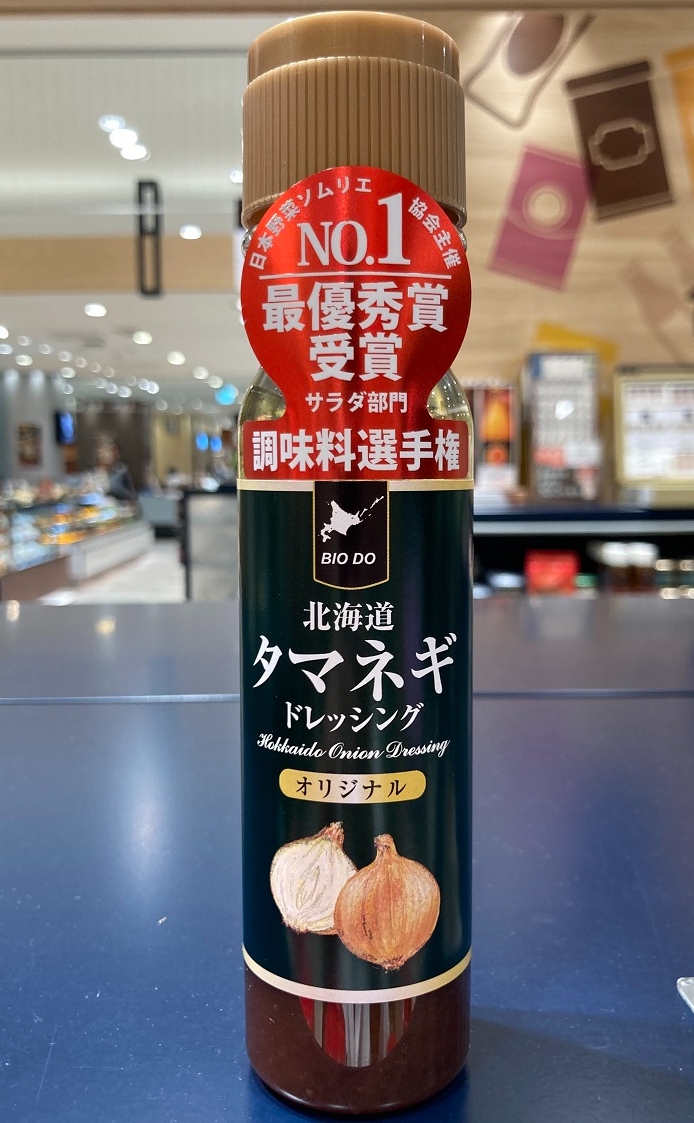 日本野菜ソムリエ協会主催
NO.1
最優秀賞
受賞
サラダ部門
調味料選手権
BIO DO
北海道
タマネギ
ドレッシング
Hokkaido Onion Dressing
オリジナル